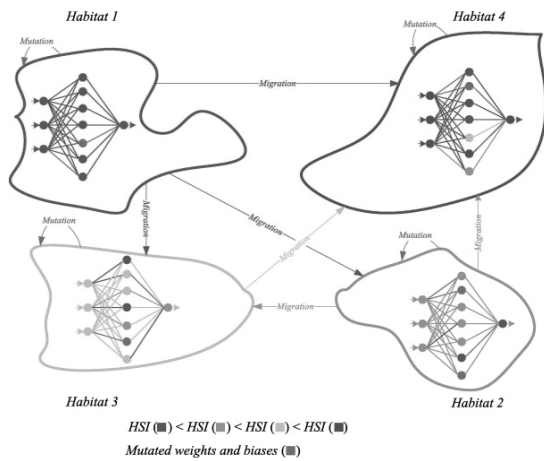 Habitat 1
Habitat 4
Mutation
Mutation
Migration
Migration
Migration
Migration
Migration
Mutation
Mutation
Migration
Habitat 3
Habitat 2
HSI (■) < HSI (■) < HSI (■) < HSI (■)
Mutated weights and biases (■)